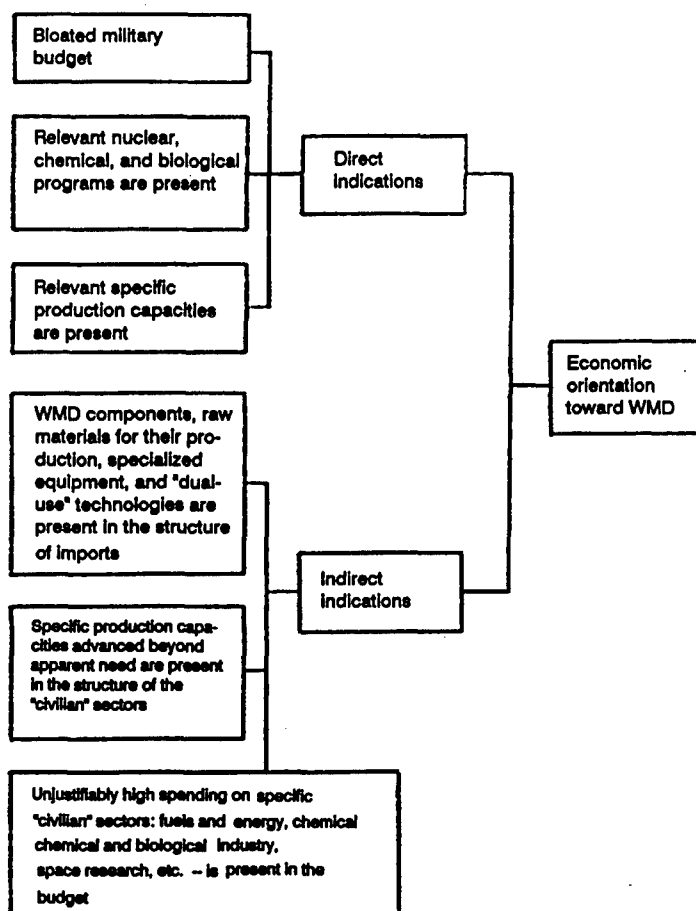 Bloated military
budget
Relevant nuclear,
chemical, and biological
programs are present
Relevant specific
production capacities
are present
Direct
indications
WMD components, raw
materials for their pro-
duction, specialized
equipment, and "dual-
use" technologies are
present in the structure
of imports
Specific production capa-
cities advanced beyond
apparent need are present
in the structure of the
"civilian" sectors
Unjustifiably high spending on specific
"civilian" sectors: fuels and energy, chemical
chemical and biological industry,
space research, etc. -- is present in the
budget
Indirect
indications
Economic
orientation
toward WMD